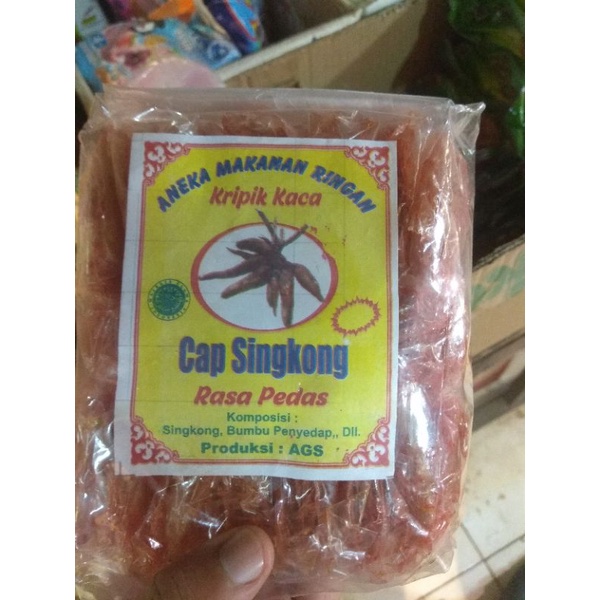 ANEKA MAKANAN RINGAN
Kripik Kaca
Cap Singkong
Rasa Pedas
Komposisi :
Singkong, Bumbu Penyedap,, Dll.
Produksi : AGS